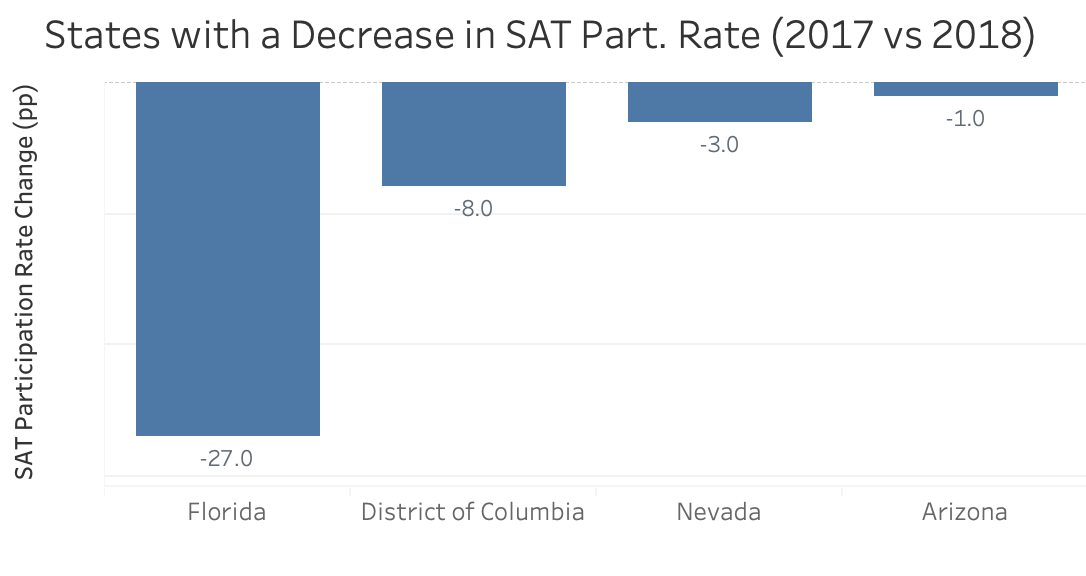 States with a Decrease in SAT Part. Rate (2017 vs 2018)
SAT Participation Rate Change (pp)
-27.0
-8.0
-3.0
-1.0
Florida
District of Columbia
Nevada
Arizona